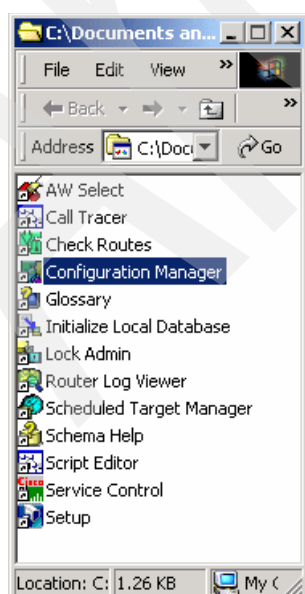 C:\Documents an...
File Edit View »
Back »
Address C:\Doc Go
AW Select
Call Tracer
Check Routes
Configuration Manager
Glossary
Initialize Local Database
Lock Admin
Router Log Viewer
Scheduled Target Manager
Schema Help
Script Editor
Service Control
Setup
Location: C: 1.26 KB My C